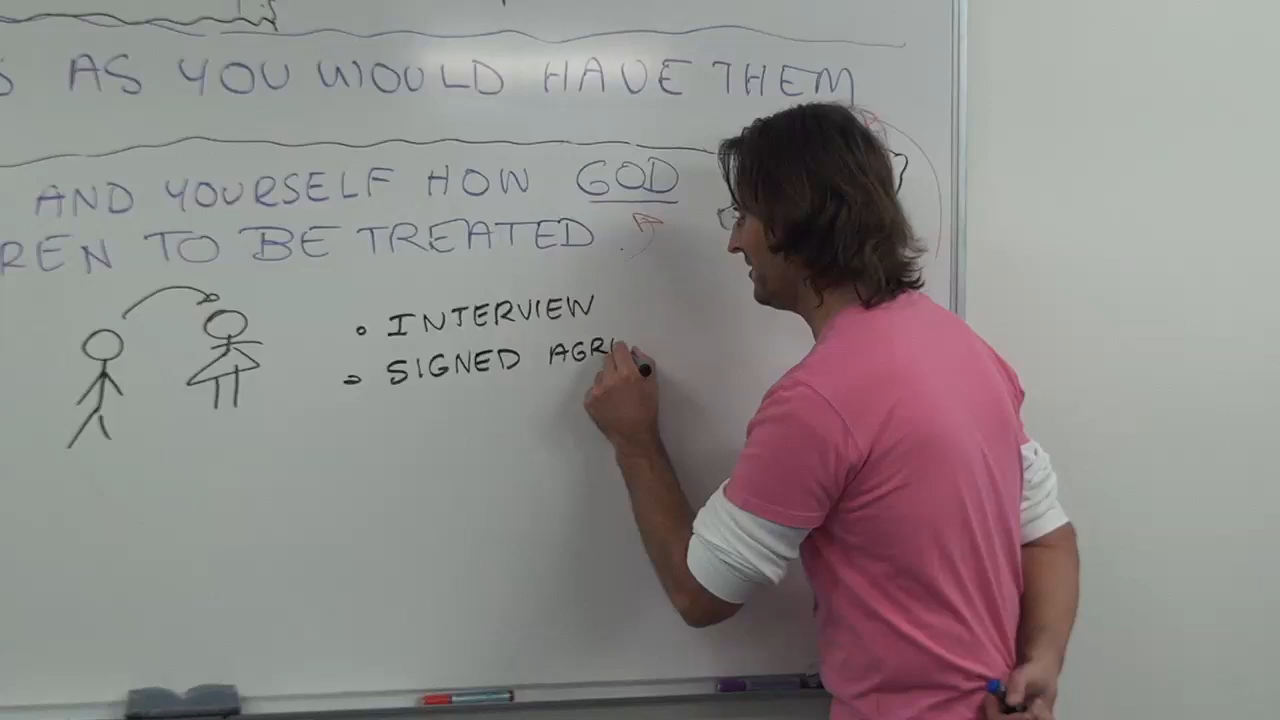 S AS YOU WOULD HAVE THEM
AND YOURSELF HOW GOD
REN TO BE TREATED
• INTERVIEW
• SIGNED AGR